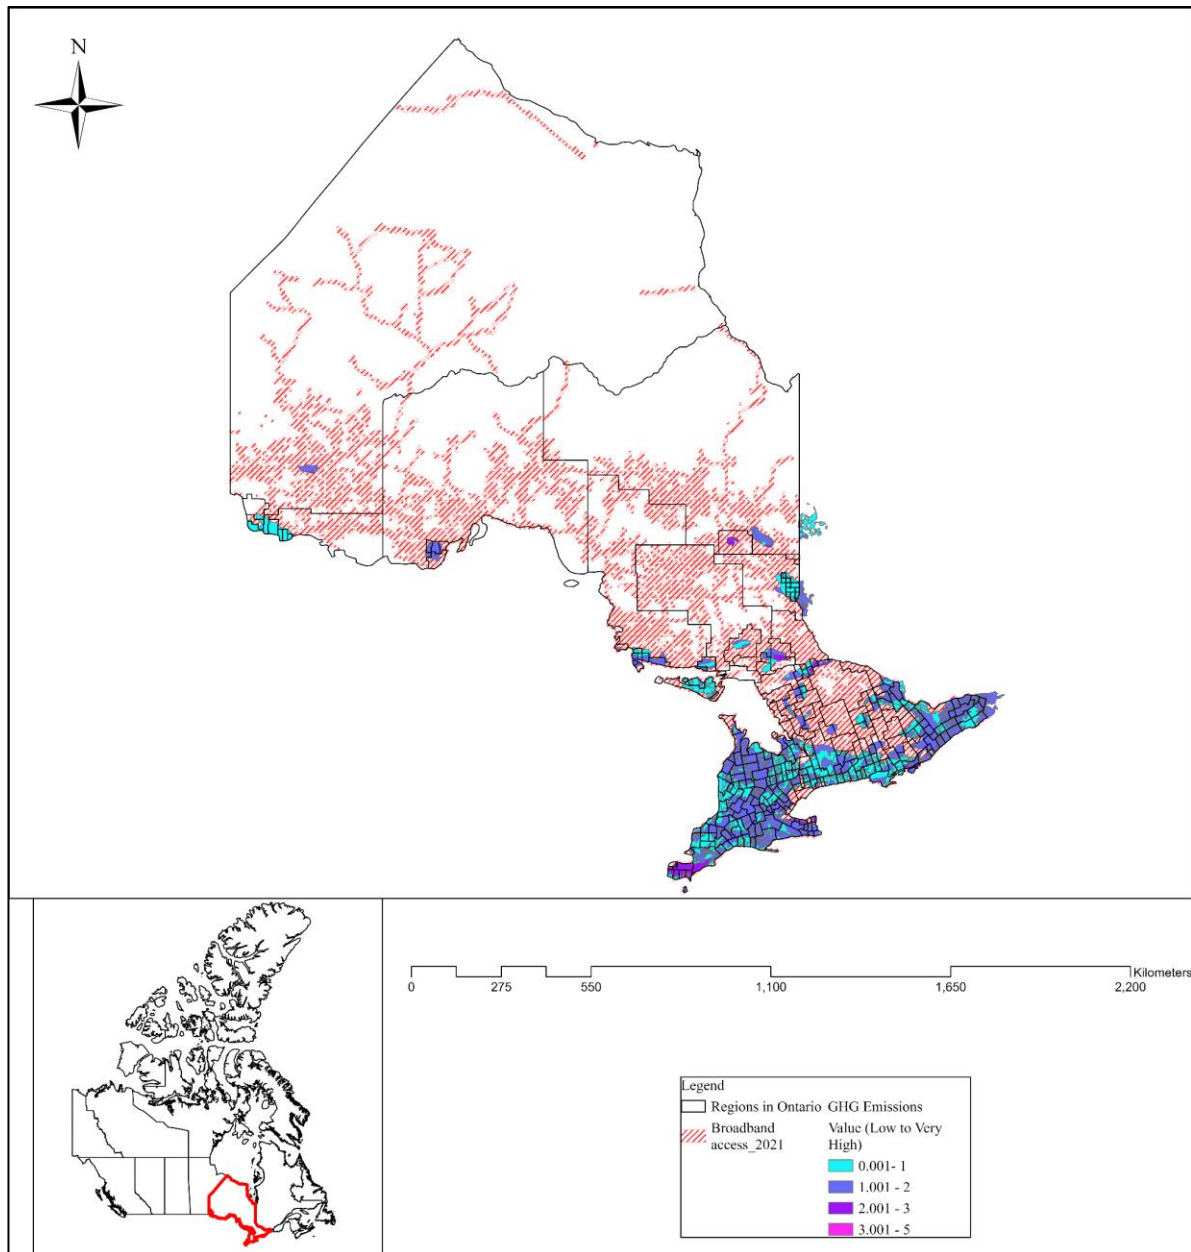 N
Kilometers
0 275 550 1,100 1,650 2,200
Legend
Regions in Ontario GHG Emissions
Broadband Value (Low to Very
access_2021 High)
0.001- 1
1.001 - 2
2.001 - 3
3.001 - 5